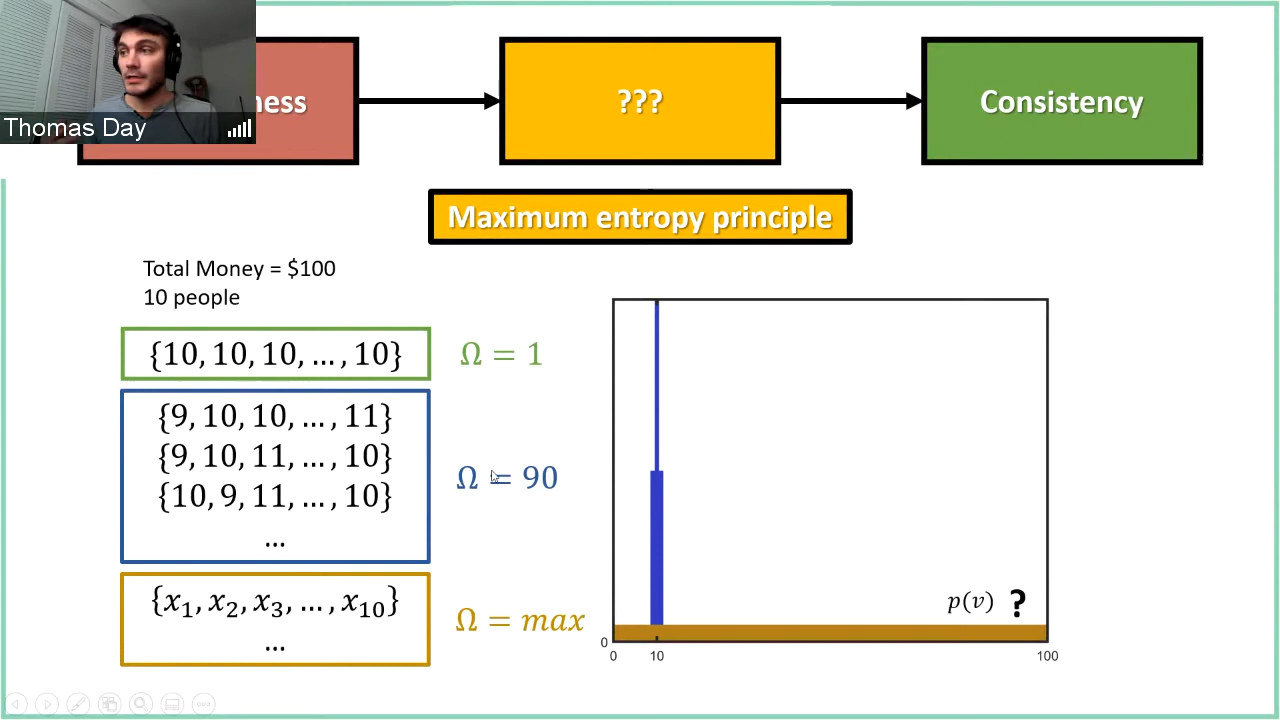 Thomas Day
ness
???
Consistency
Maximum entropy principle
Total Money = $100
10 people
{10, 10, 10, … , 10}
Ω = 1
{9, 10, 10, … , 11}
{9, 10, 11, … , 10}
{10, 9, 11, … , 10}
…
Ω = 90
{x₁, x₂, x₃, … , x₁₀}
…
Ω = max
p(v) ?
0
0 10 100